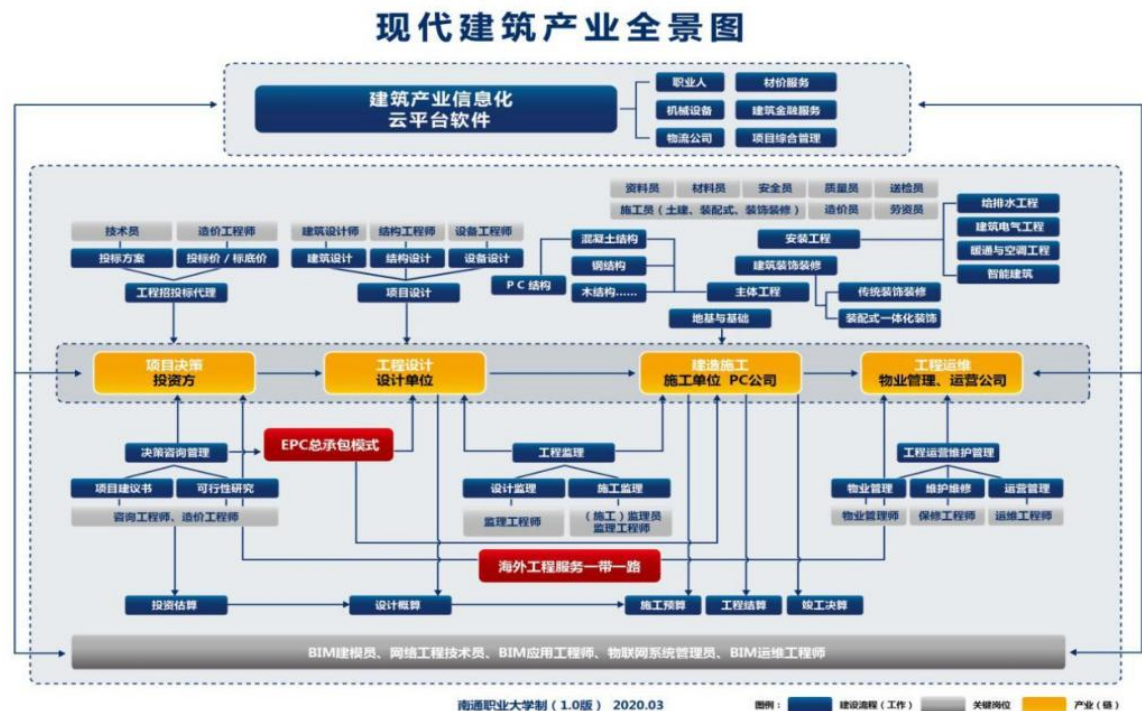 现代建筑产业全景图
建筑产业信息化
云平台软件
职业人
材价服务
机械设备
建筑金融服务
物流公司
项目综合管理
资料员
材料员
安全员
质量员
送检员
施工员（土建、装配式、装饰装修）
造价员
劳资员
技术员
造价工程师
投标方案
投标价 / 标底价
工程招投标代理
建筑设计师
结构工程师
设备工程师
建筑设计
结构设计
设备设计
项目设计
混凝土结构
钢结构
PC 结构
木结构......
主体工程
地基与基础
安装工程
给排水工程
建筑电气工程
暖通与空调工程
智能建筑
建筑装饰装修
传统装饰装修
装配式一体化装饰
项目决策
投资方
工程设计
设计单位
建造施工
施工单位 PC公司
工程运维
物业管理、运营公司
决策咨询管理
EPC总承包模式
项目建议书
可行性研究
咨询工程师、造价工程师
工程监理
设计监理
施工监理
监理工程师
（施工）监理员
监理工程师
工程运营维护管理
物业管理
维护维修
运营管理
物业管理师
保修工程师
运维工程师
海外工程服务一带一路
投资估算
设计概算
施工预算
工程结算
竣工决算
BIM建模员、网络工程技术员、BIM应用工程师、物联网系统管理员、BIM运维工程师
南通职业大学制（1.0版） 2020.03
图例：
建设流程（工作）
关键岗位
产业（链）